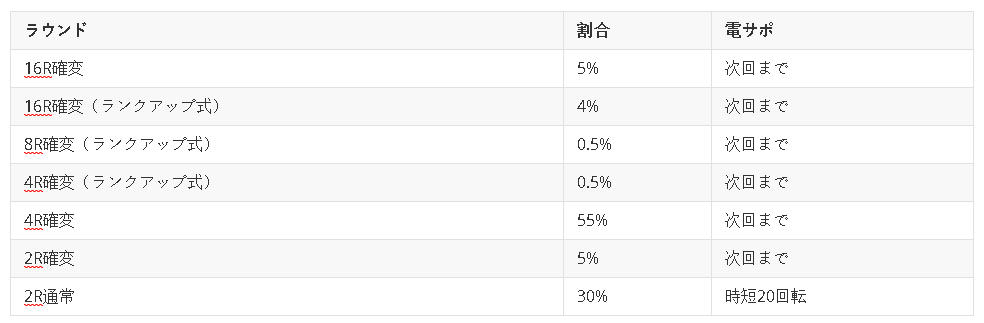 ラウンド 割合 電サポ
16R確変 5% 次回まで
16R確変（ランクアップ式） 4% 次回まで
8R確変（ランクアップ式） 0.5% 次回まで
4R確変（ランクアップ式） 0.5% 次回まで
4R確変 55% 次回まで
2R確変 5% 次回まで
2R通常 30% 時短20回転